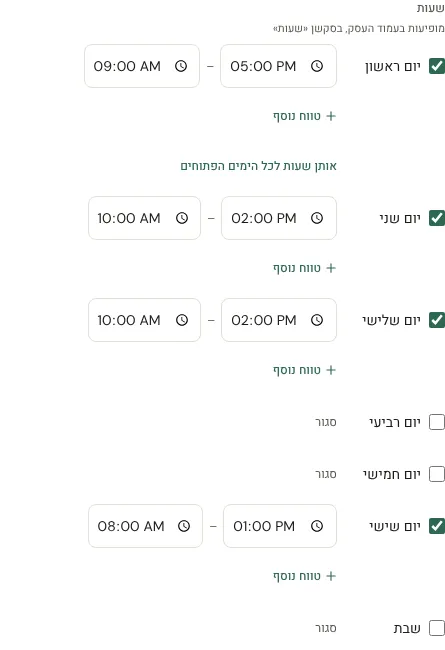 שעות
מופיעות בעמוד העסק, בסקשן «שעות»
יום ראשון 05:00 PM – 09:00 AM
+ טווח נוסף
אותן שעות לכל הימים הפתוחים
יום שני 02:00 PM – 10:00 AM
+ טווח נוסף
יום שלישי 02:00 PM – 10:00 AM
+ טווח נוסף
יום רביעי סגור
יום חמישי סגור
יום שישי 01:00 PM – 08:00 AM
+ טווח נוסף
שבת סגור